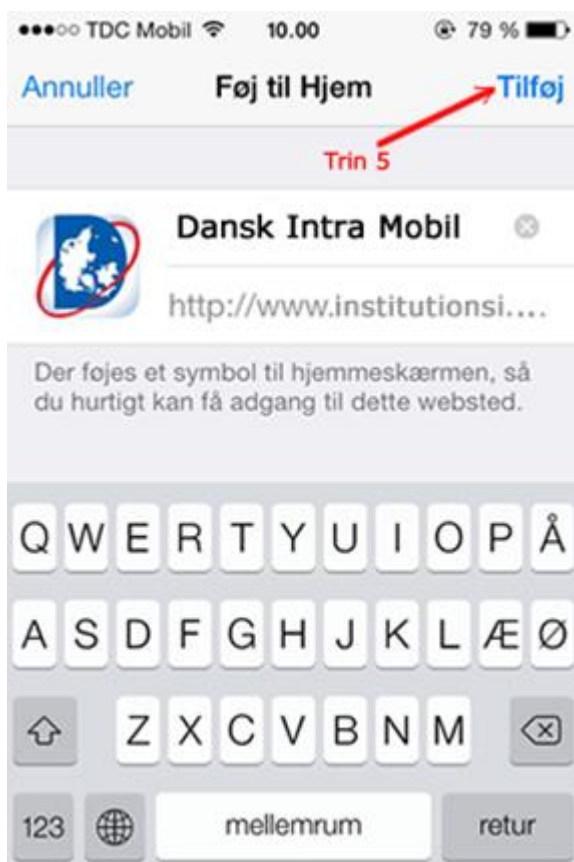 TDC Mobil 10.00 79 %
Annuller Føj til Hjem Tilføj
Trin 5
Dansk Intra Mobil
http://www.institutionsi....
Der føjes et symbol til hjemmeskærmen, så
du hurtigt kan få adgang til dette websted.
Q W E R T Y U I O P Å
A S D F G H J K L Æ Ø
Z X C V B N M
123 mellemrum retur